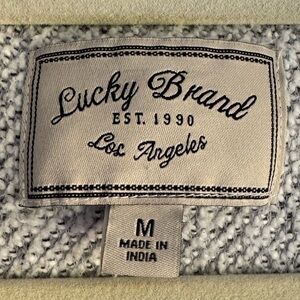 Lucky Brand
EST. 1990
Los Angeles
M
MADE IN
INDIA